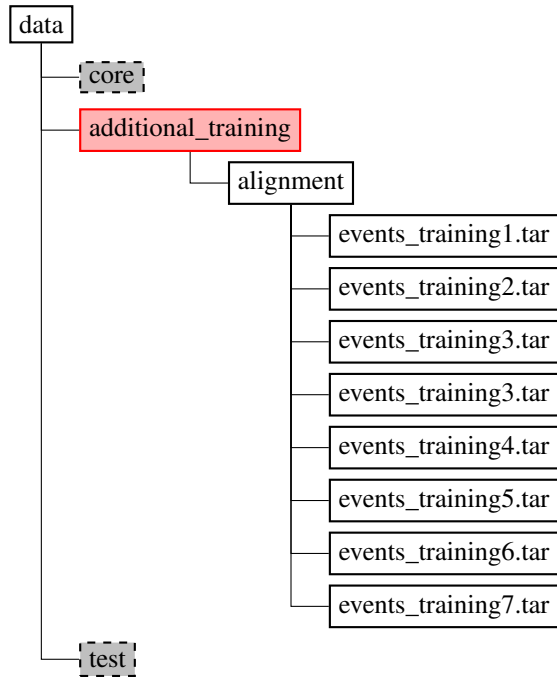 data
core
additional_training
alignment
events_training1.tar
events_training2.tar
events_training3.tar
events_training3.tar
events_training4.tar
events_training5.tar
events_training6.tar
events_training7.tar
test